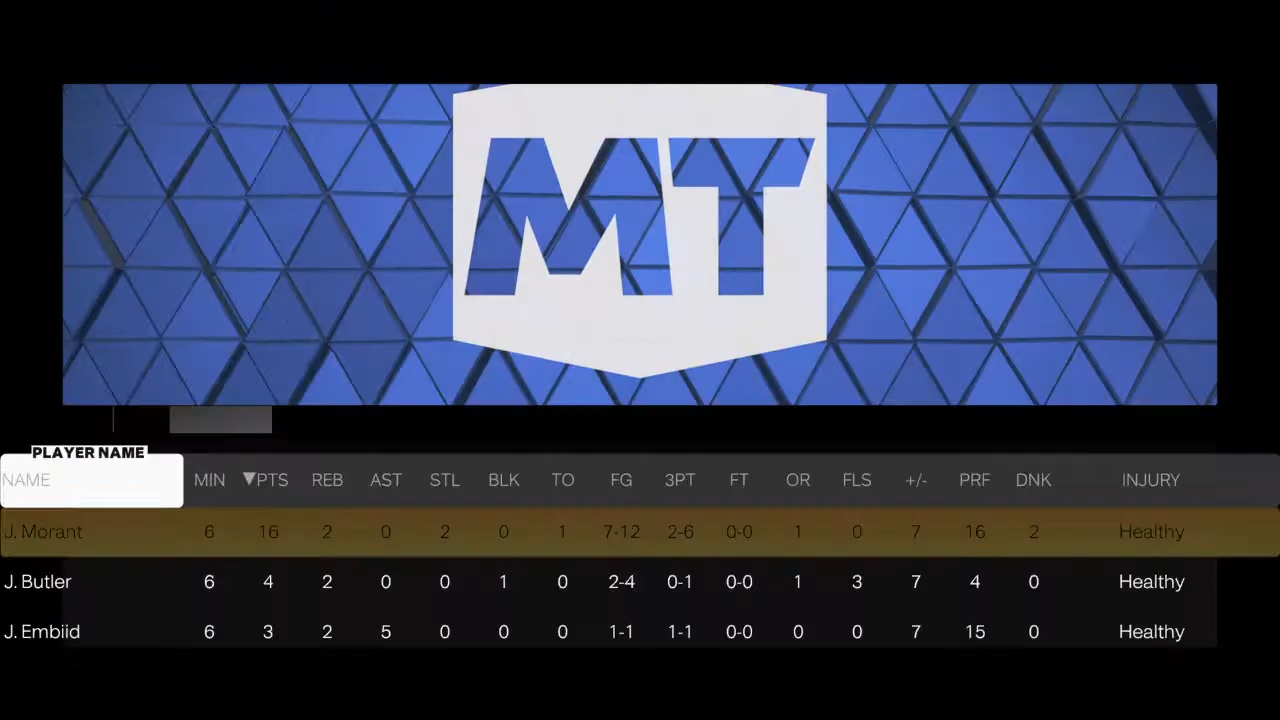 MT
PLAYER NAME
NAME MIN ▼PTS REB AST STL BLK TO FG 3PT FT OR FLS +/- PRF DNK INJURY
J. Morant 6 16 2 0 2 0 1 7-12 2-6 0-0 1 0 7 16 2 Healthy
J. Butler 6 4 2 0 0 1 0 2-4 0-1 0-0 1 3 7 4 0 Healthy
J. Embiid 6 3 2 5 0 0 0 1-1 1-1 0-0 0 0 7 15 0 Healthy